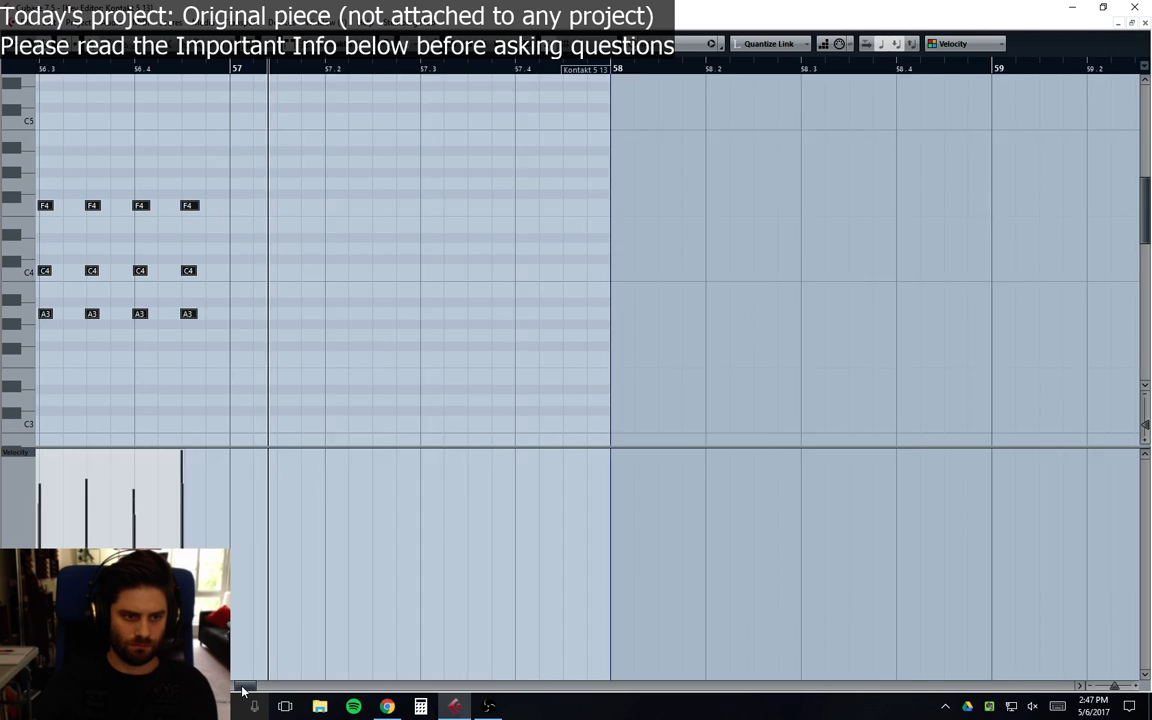 Today's project: Original piece (not attached to any project)
Please read the Important Info below before asking questions
Quantize Link
Velocity
56.3 56.4 57 57.2 57.3 57.4 Kontakt 5 13 58 58.2 58.3 58.4 59 59.2
C5
F4 F4 F4 F4
C4 C4 C4 C4 C4
A3 A3 A3 A3
C3
Velocity
2:47 PM
5/6/2017